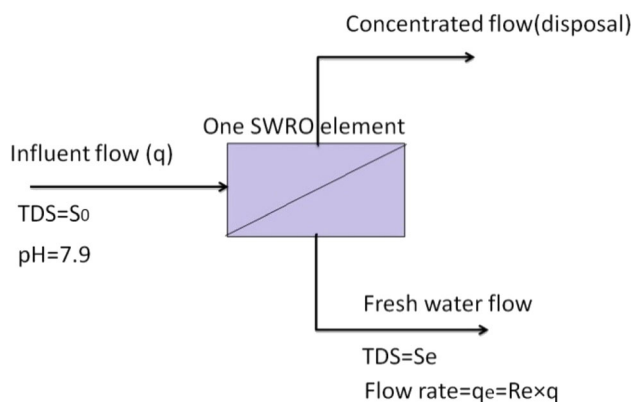 Concentrated flow(disposal)
One SWRO element
Influent flow (q)
TDS=S0
pH=7.9
Fresh water flow
TDS=Se
Flow rate=qe=Re×q